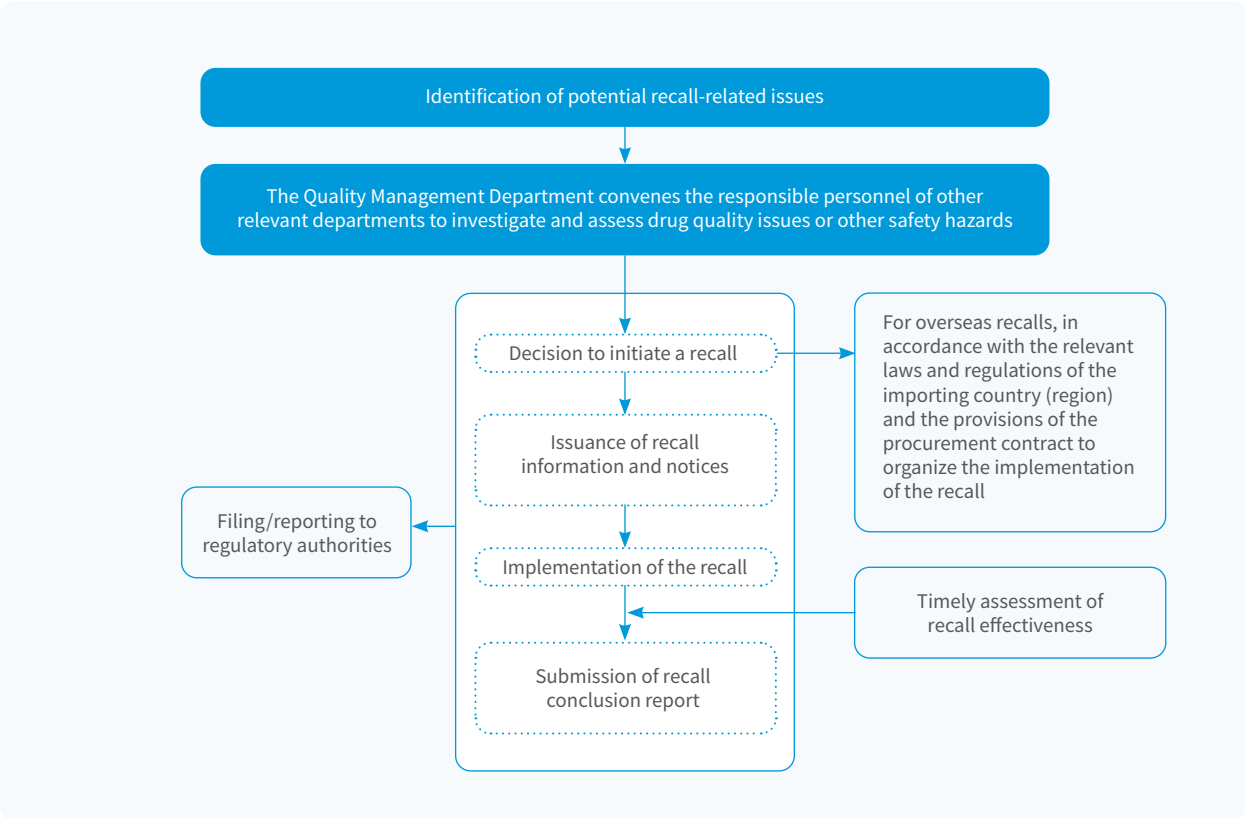 Identification of potential recall-related issues
The Quality Management Department convenes the responsible personnel of other
relevant departments to investigate and assess drug quality issues or other safety hazards
Decision to initiate a recall
For overseas recalls, in
accordance with the relevant
laws and regulations of the
importing country (region)
and the provisions of the
procurement contract to
organize the implementation
of the recall
Issuance of recall
information and notices
Filing/reporting to
regulatory authorities
Implementation of the recall
Timely assessment of
recall effectiveness
Submission of recall
conclusion report